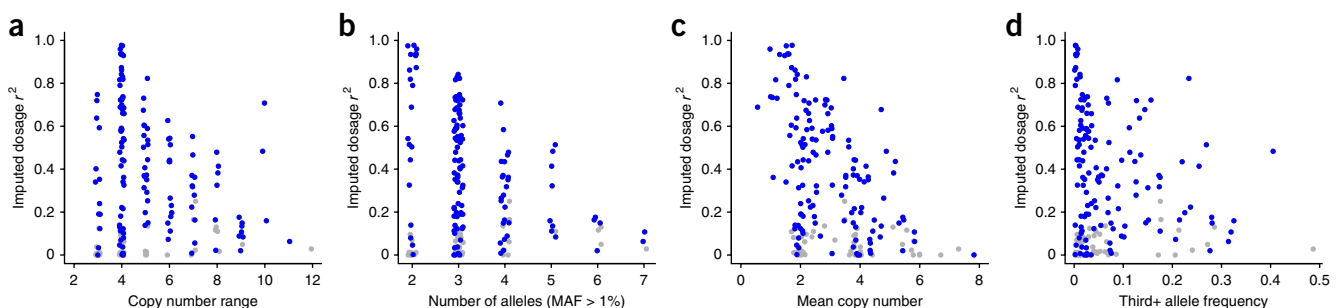 a
Imputed dosage r²
1.0
0.8
0.6
0.4
0.2
0
2 4 6 8 10 12
Copy number range
b
Imputed dosage r²
1.0
0.8
0.6
0.4
0.2
0
2 3 4 5 6 7
Number of alleles (MAF > 1%)
c
Imputed dosage r²
1.0
0.8
0.6
0.4
0.2
0
0 2 4 6 8
Mean copy number
d
Imputed dosage r²
1.0
0.8
0.6
0.4
0.2
0
0 0.1 0.2 0.3 0.4 0.5
Third+ allele frequency